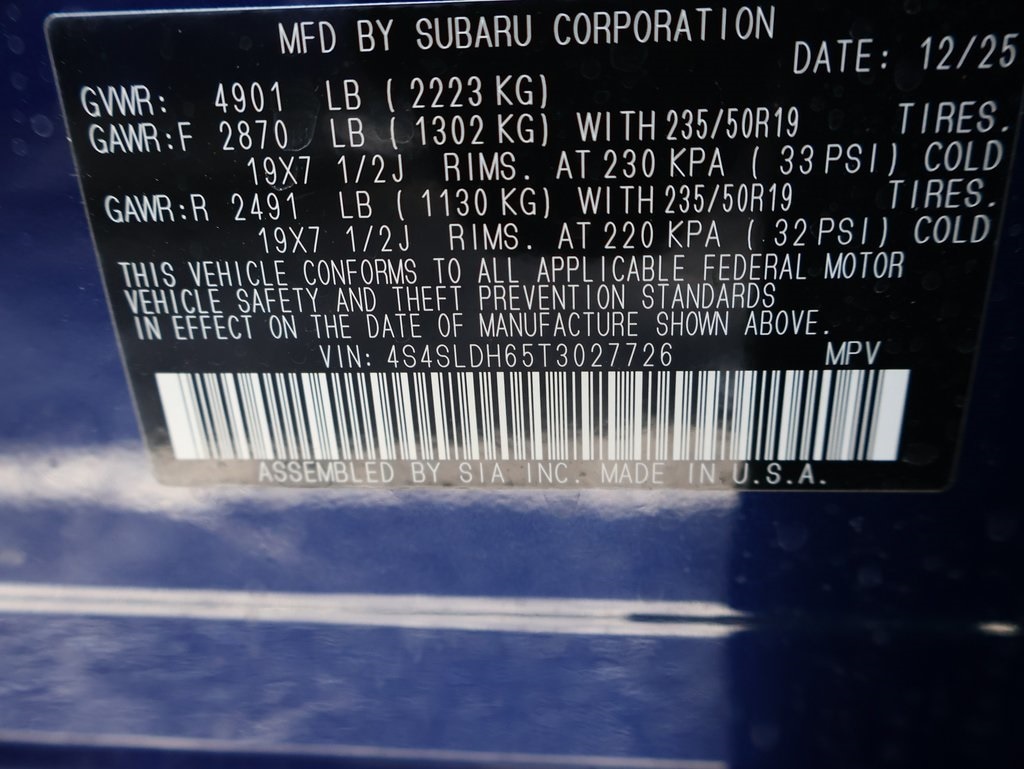 MFD BY SUBARU CORPORATION
DATE: 12/25
GVWR: 4901 LB ( 2223 KG)
GAWR:F 2870 LB ( 1302 KG) WITH 235/50R19 TIRES.
19X7 1/2J RIMS. AT 230 KPA ( 33 PSI) COLD
GAWR:R 2491 LB ( 1130 KG) WITH 235/50R19 TIRES.
19X7 1/2J RIMS. AT 220 KPA ( 32 PSI) COLD
THIS VEHICLE CONFORMS TO ALL APPLICABLE FEDERAL MOTOR
VEHICLE SAFETY AND THEFT PREVENTION STANDARDS
IN EFFECT ON THE DATE OF MANUFACTURE SHOWN ABOVE.
VIN: 4S4SLDH65T3027726 MPV
ASSEMBLED BY SIA INC. MADE IN U.S.A.